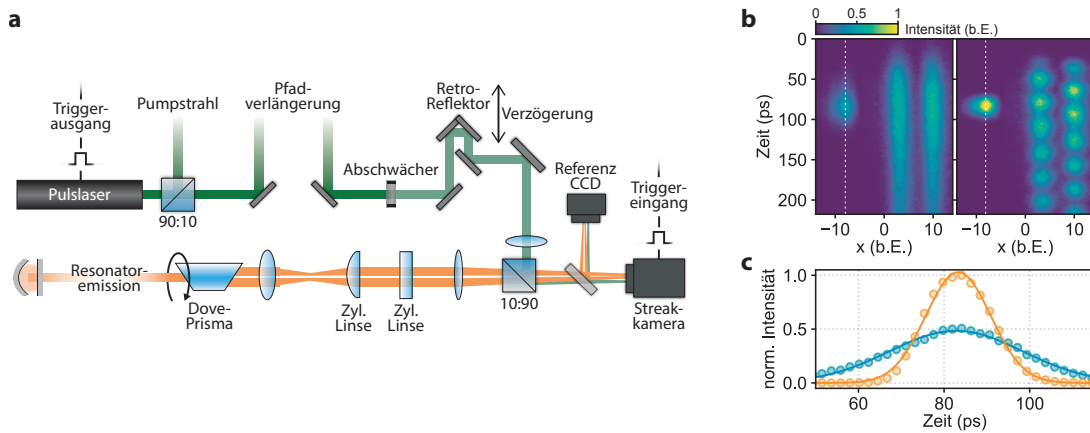 a
Trigger-
ausgang
Pumpstrahl
Pfad-
verlängerung
Retro-
Reflektor
Verzögerung
Abschwächer
Pulslaser
90:10
Referenz
CCD
Trigger-
eingang
Resonator-
emission
Dove-
Prisma
Zyl.
Linse
Zyl.
Linse
10:90
Streak-
kamera
b
0 0.5 1
Intensität (b.E.)
Zeit (ps)
0
50
100
150
200
−10 0 10
x (b.E.)
−10 0 10
x (b.E.)
c
norm. Intensität
1.0
0.5
0.0
60 80 100
Zeit (ps)